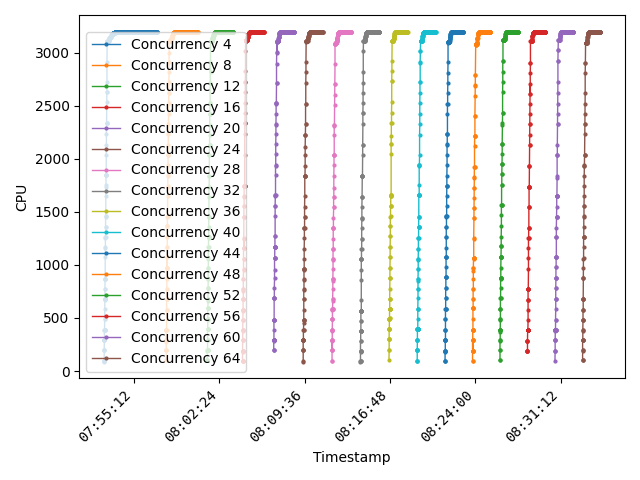 3000
2500
2000
1500
1000
500
0
CPU
Concurrency 4
Concurrency 8
Concurrency 12
Concurrency 16
Concurrency 20
Concurrency 24
Concurrency 28
Concurrency 32
Concurrency 36
Concurrency 40
Concurrency 44
Concurrency 48
Concurrency 52
Concurrency 56
Concurrency 60
Concurrency 64
07:55:12
08:02:24
08:09:36
08:16:48
08:24:00
08:31:12
Timestamp